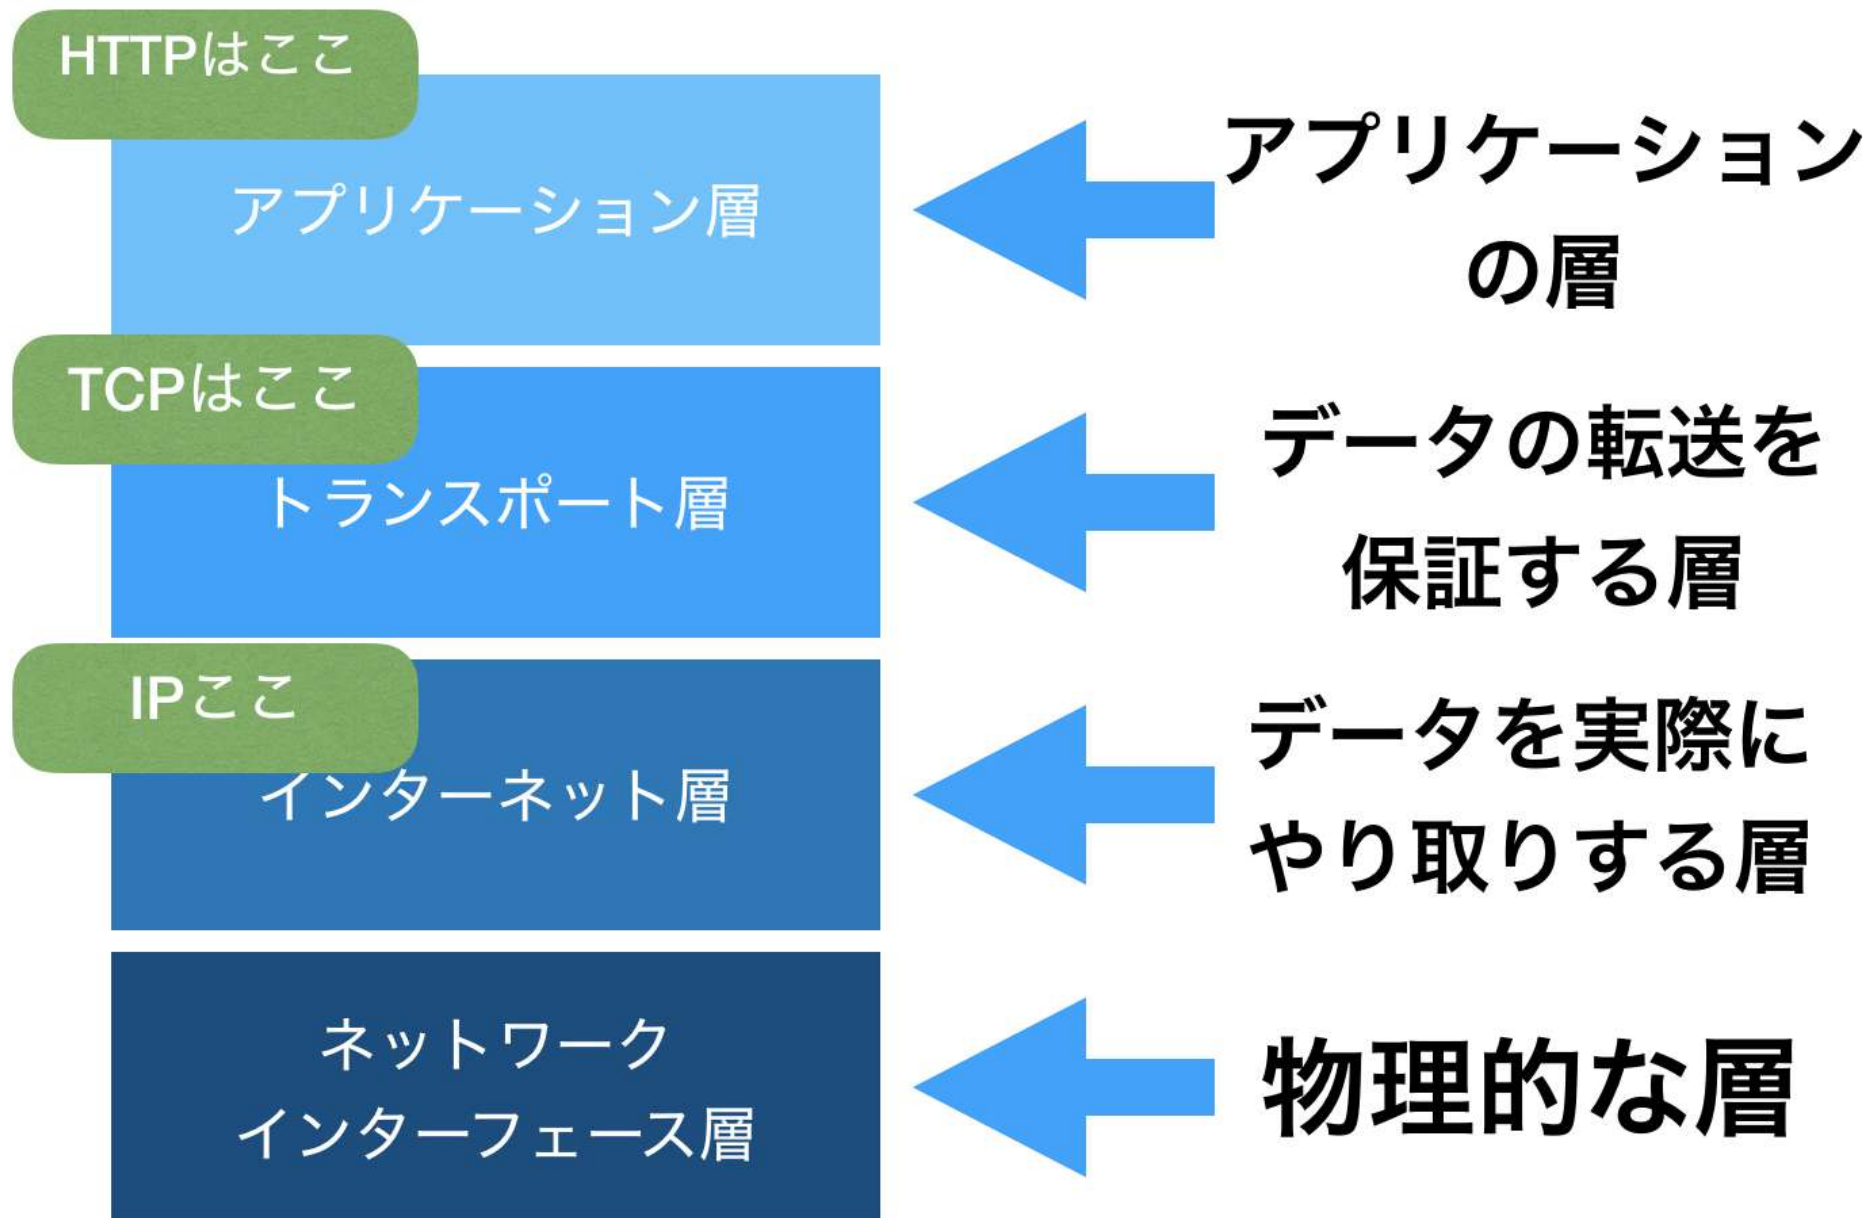 HTTPはここ
アプリケーション層
アプリケーション
の層
TCPはここ
トランスポート層
データの転送を
保証する層
IPここ
インターネット層
データを実際に
やり取りする層
ネットワーク
インターフェース層
物理的な層